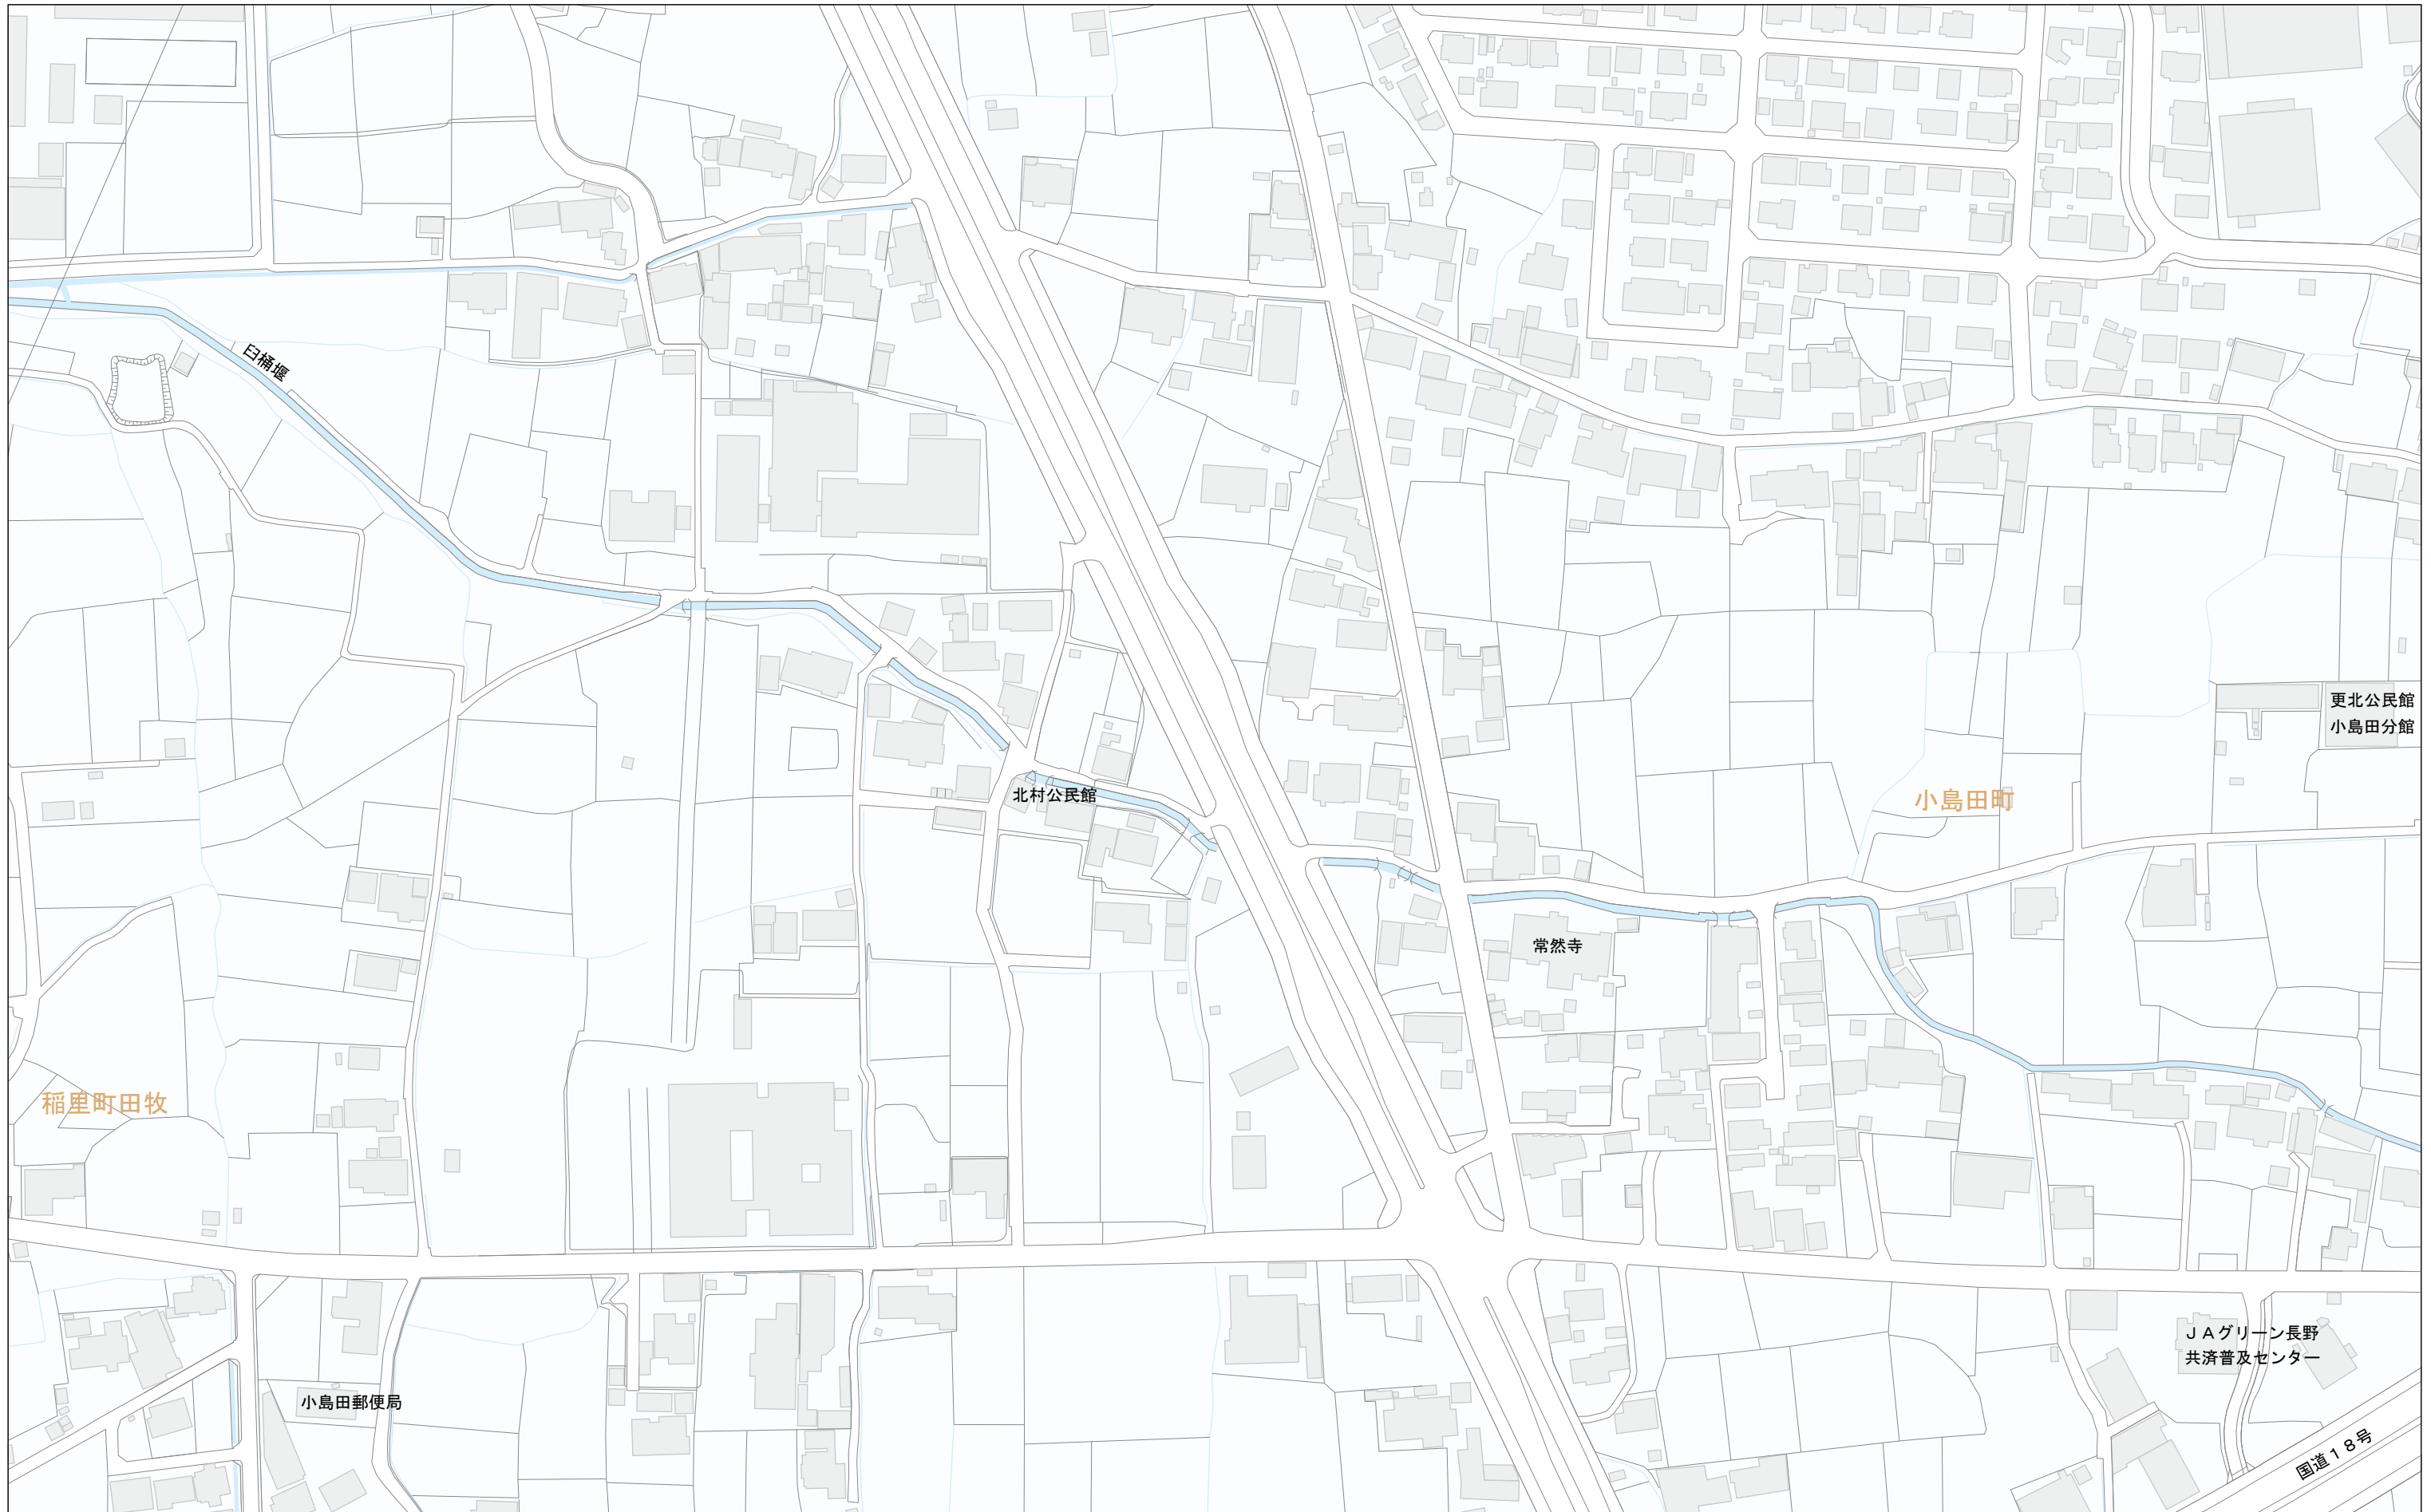 臼桶堰
更北公民館
小島田分館
北村公民館
小島田町
常然寺
稲里町田牧
ＪＡグリーン長野
共済普及センター
小島田郵便局
国道１８号